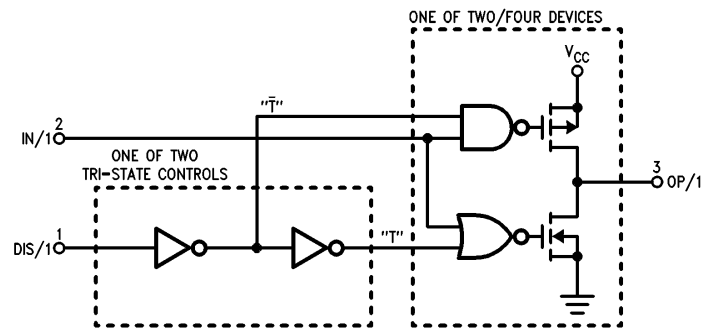 ONE OF TWO/FOUR DEVICES
VCC
"T̅"
IN/1 2
ONE OF TWO
TRI-STATE CONTROLS
3 OP/1
DIS/1 1
"T"